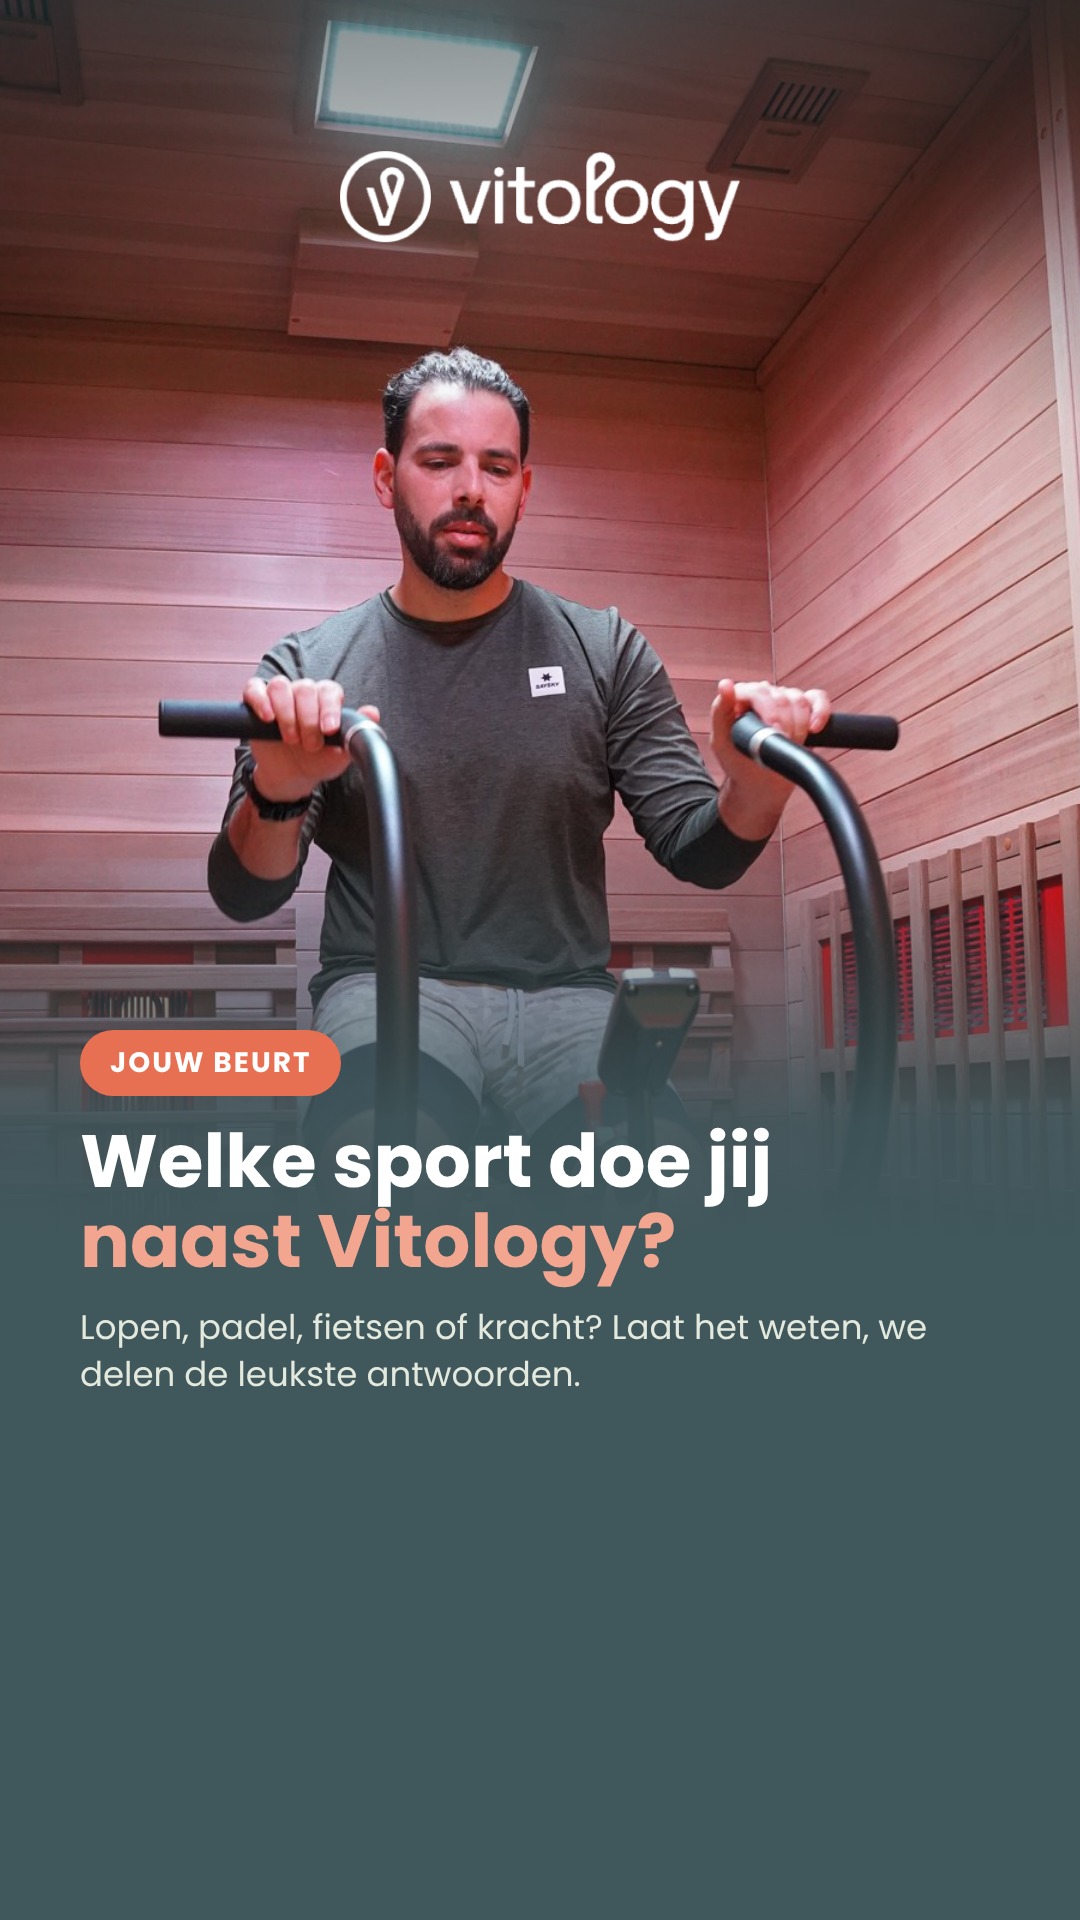 vitology
SAYSKY
JOUW BEURT
Welke sport doe jij
naast Vitology?
Lopen, padel, fietsen of kracht? Laat het weten, we
delen de leukste antwoorden.